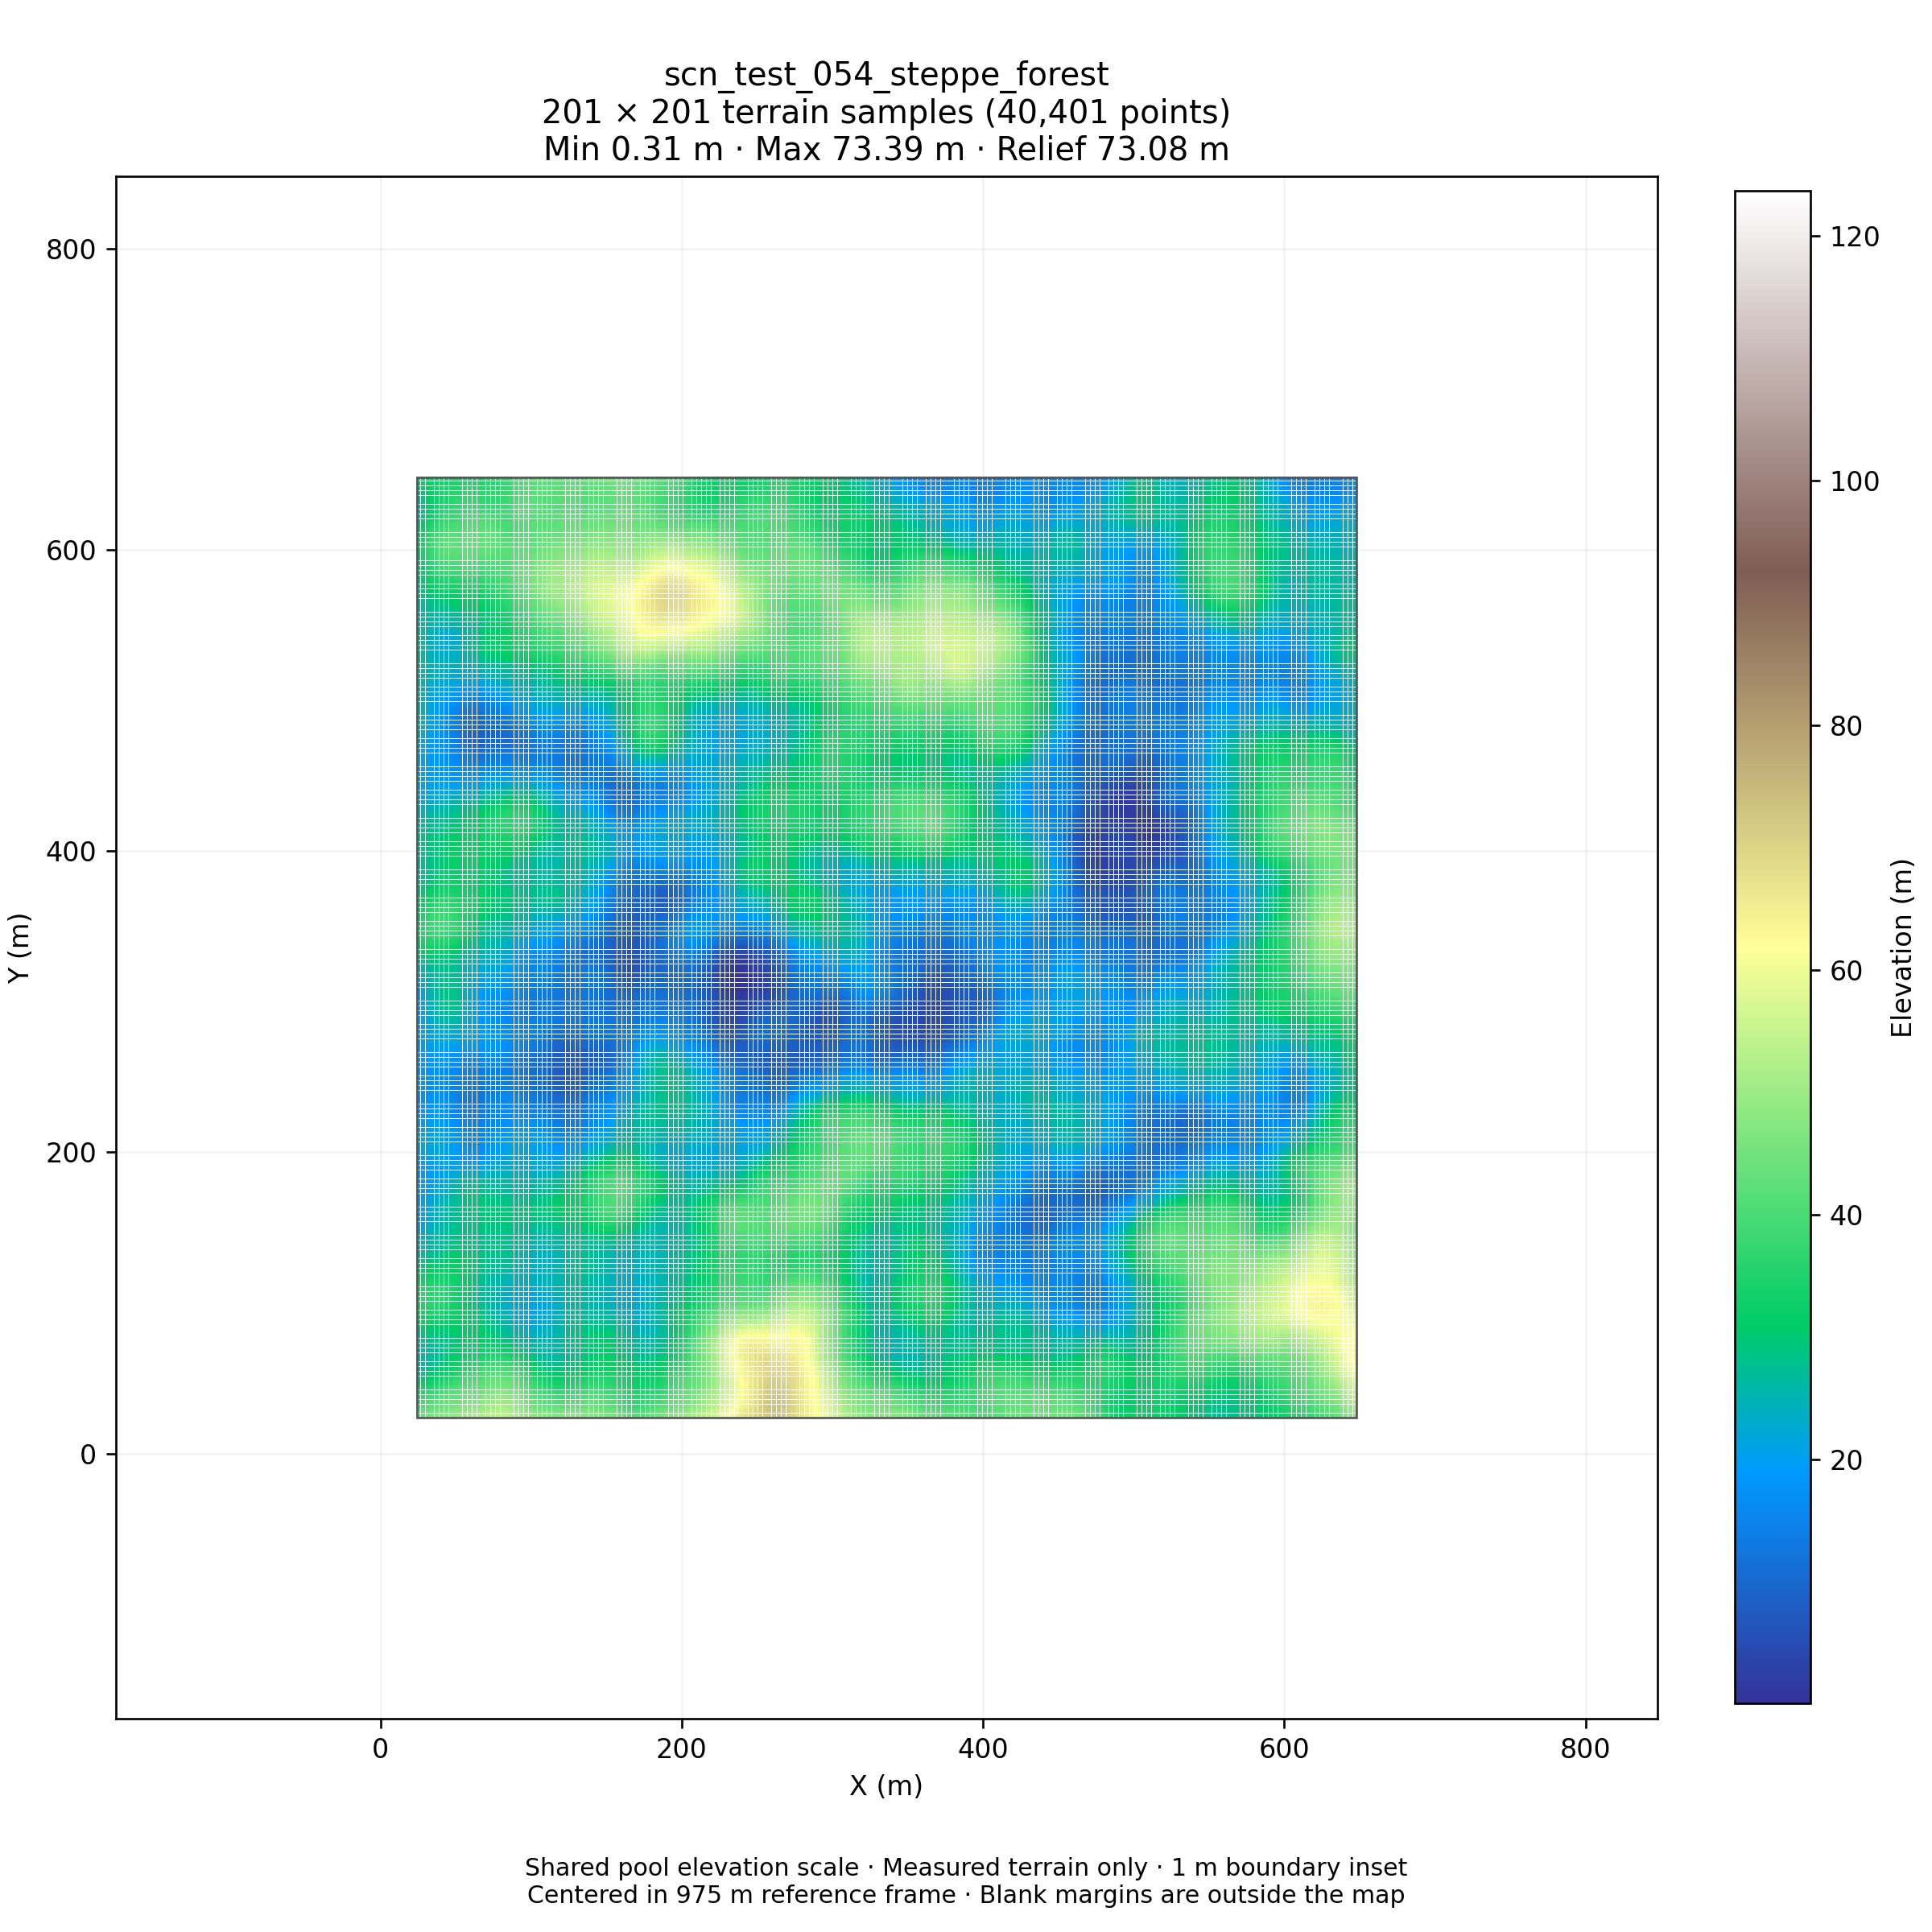 scn_test_054_steppe_forest
201 × 201 terrain samples (40,401 points)
Min 0.31 m · Max 73.39 m · Relief 73.08 m
800
600
400
200
0
Y (m)
0
200
400
600
800
X (m)
120
100
80
60
40
20
Elevation (m)
Shared pool elevation scale · Measured terrain only · 1 m boundary inset
Centered in 975 m reference frame · Blank margins are outside the map